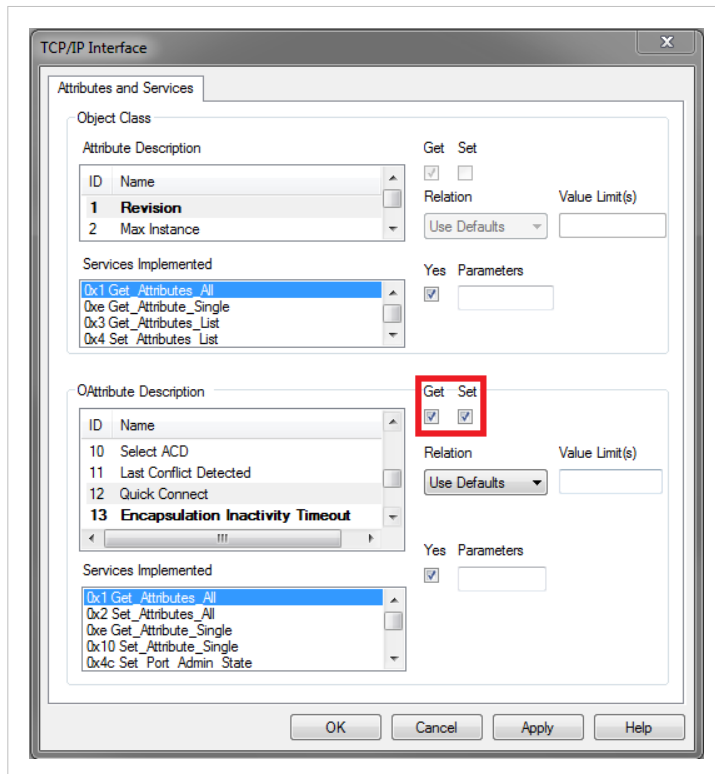 TCP/IP Interface
x
Attributes and Services
Object Class
Attribute Description
Get Set
ID Name
1 Revision
2 Max Instance
Relation Value Limit(s)
Use Defaults
Services Implemented
Yes Parameters
0x1 Get_Attributes_All
0xe Get_Attribute_Single
0x3 Get_Attributes_List
0x4 Set_Attributes_List
OAttribute Description
Get Set
ID Name
10 Select ACD
11 Last Conflict Detected
12 Quick Connect
13 Encapsulation Inactivity Timeout
Relation Value Limit(s)
Use Defaults
Yes Parameters
Services Implemented
0x1 Get_Attributes_All
0x2 Set_Attributes_All
0xe Get_Attribute_Single
0x10 Set_Attribute_Single
0x4c Set_Port_Admin_State
OK Cancel Apply Help